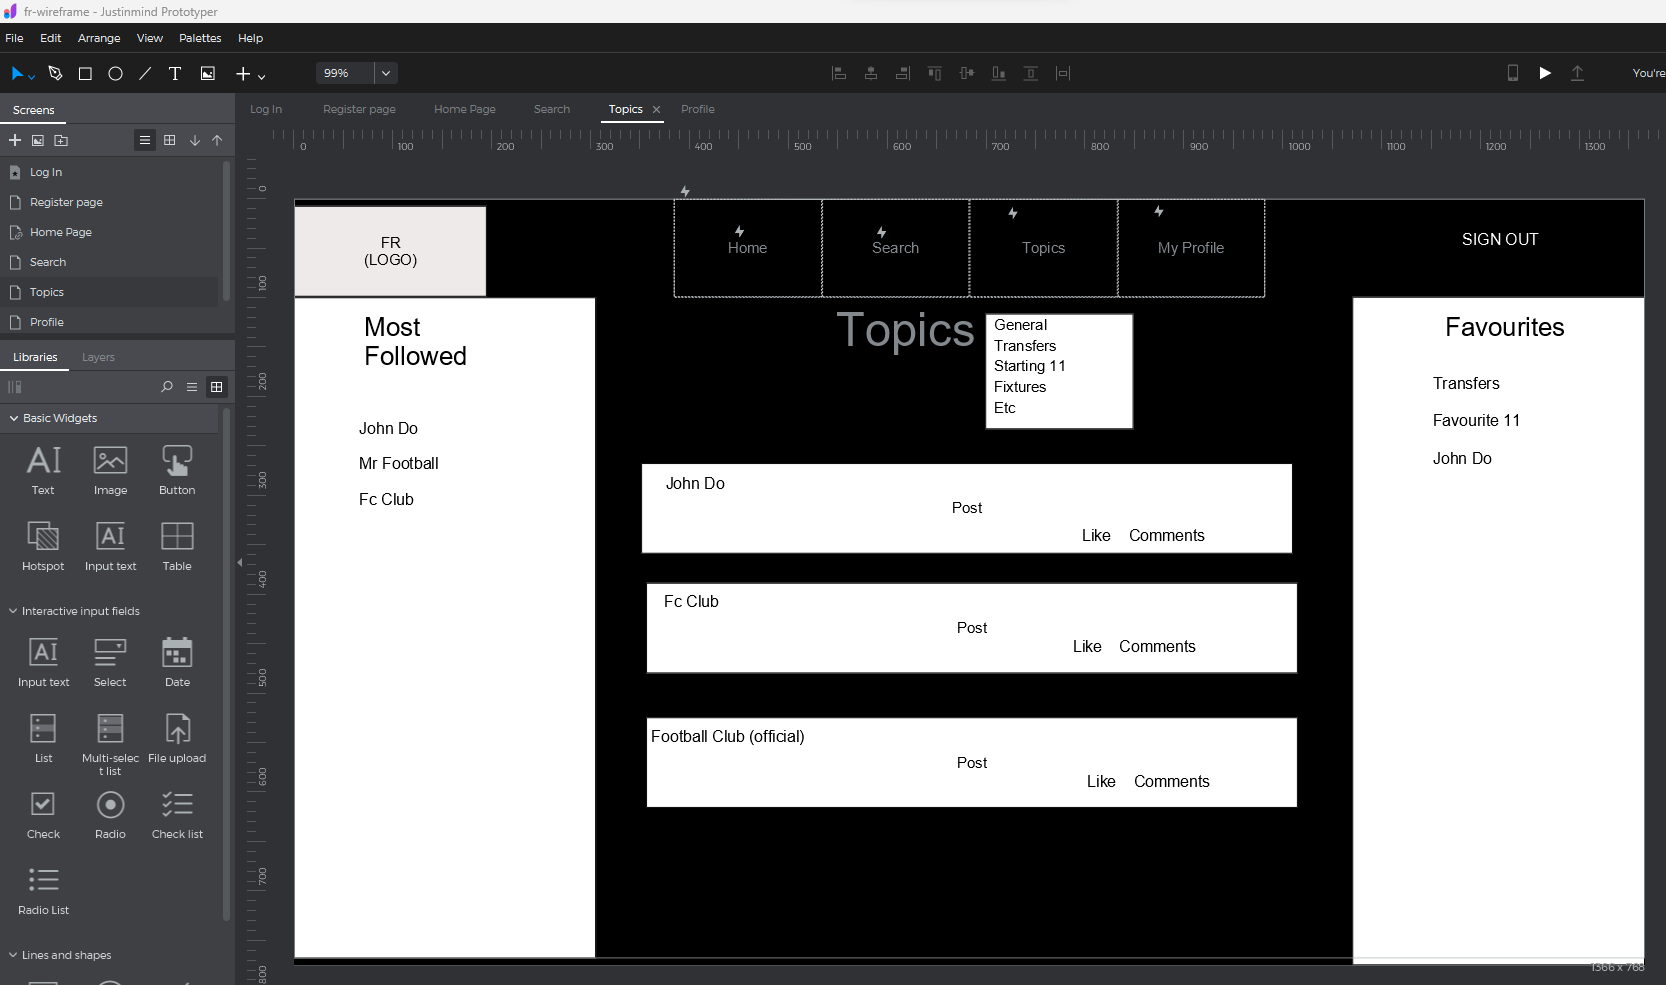 fr-wireframe - Justinmind Prototyper
File Edit Arrange View Palettes Help
99%
You're
Screens
Log In Register page Home Page Search Topics Profile
0 100 200 300 400 500 600 700 800 900 1000 1100 1200 1300
Log In
Register page
Home Page
Search
Topics
Profile
Libraries Layers
Basic Widgets
Text Image Button
Hotspot Input text Table
Interactive input fields
Input text Select Date
List Multi-selec File upload
t list
Check Radio Check list
Radio List
Lines and shapes
0
100
200
300
400
500
600
700
800
FR
(LOGO)
Home Search Topics My Profile
SIGN OUT
Most
Followed
John Do
Mr Football
Fc Club
Topics
General
Transfers
Starting 11
Fixtures
Etc
John Do
Post
Like Comments
Fc Club
Post
Like Comments
Football Club (official)
Post
Like Comments
Favourites
Transfers
Favourite 11
John Do
1366 x 768